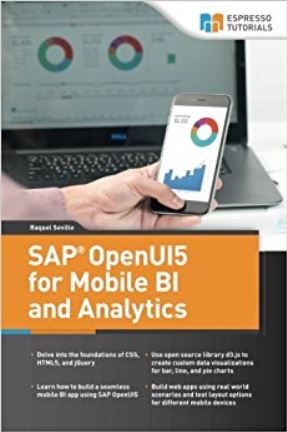 ESPRESSO
TUTORIALS
DELL
Raquel Seville
SAP® OpenUI5
for Mobile BI
and Analytics
· Delve into the foundations of CSS,
HTML5, and jQuery
· Learn how to build a seamless
mobile BI app using SAP OpenUI5
· Use open source library d3.js to
create custom data visualizations
for bar, line, and pie charts
· Build web apps using real world
scenarios and test layout options
for different mobile devices